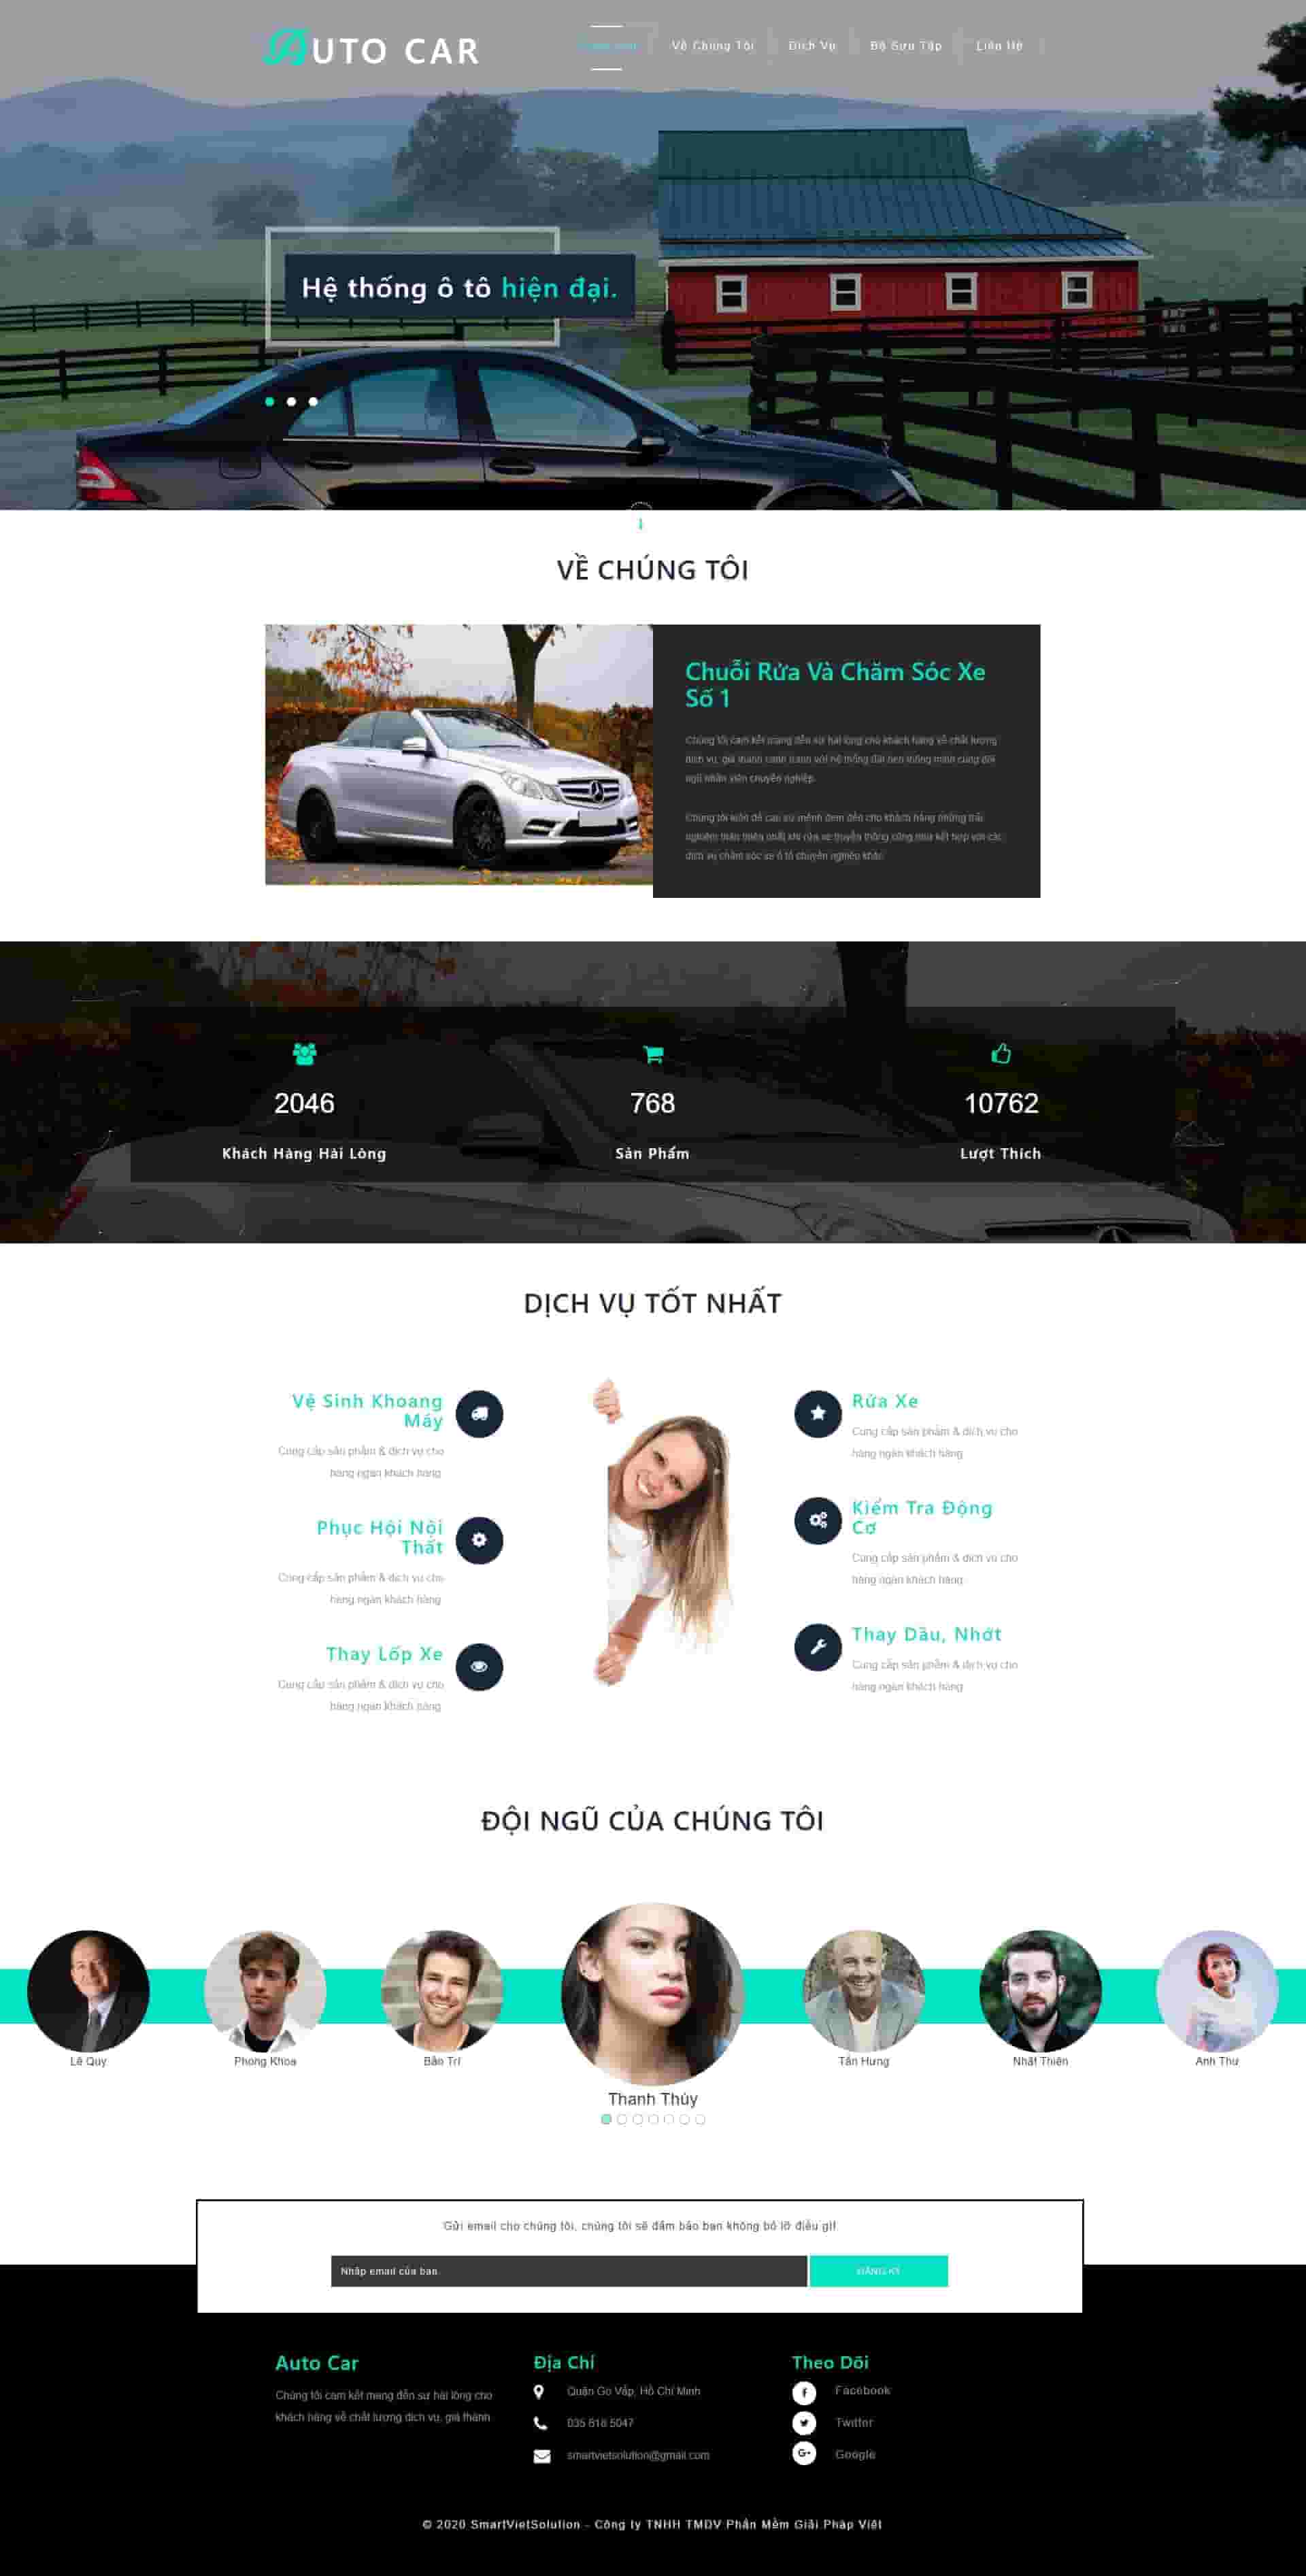 AUTO CAR
Về Chúng Tôi
Dịch Vụ
Bộ Sưu Tập
Liên Hệ
Hệ thống ô tô hiện đại.
VỀ CHÚNG TÔI
Chuỗi Rửa Và Chăm Sóc Xe
Số 1
Chúng tôi cam kết mang đến sự hài lòng cho khách hàng về chất lượng
dịch vụ, giá thành cạnh tranh với hệ thống đặt hẹn thông minh cùng đội
ngũ nhân viên chuyên nghiệp.
Chúng tôi luôn đề cao sứ mệnh đem đến cho khách hàng những trải
nghiệm thân thiện nhất khi rửa xe truyền thống cũng như kết hợp với các
dịch vụ chăm sóc xe ô tô chuyên nghiệp khác.
2046
768
10762
Khách Hàng Hài Lòng
Sản Phẩm
Lượt Thích
DỊCH VỤ TỐT NHẤT
Vệ Sinh Khoang
Máy
Cung cấp sản phẩm & dịch vụ cho
hàng ngàn khách hàng
Phục Hồi Nội
Thất
Cung cấp sản phẩm & dịch vụ cho
hàng ngàn khách hàng
Thay Lốp Xe
Cung cấp sản phẩm & dịch vụ cho
hàng ngàn khách hàng
Rửa Xe
Cung cấp sản phẩm & dịch vụ cho
hàng ngàn khách hàng
Kiểm Tra Động
Cơ
Cung cấp sản phẩm & dịch vụ cho
hàng ngàn khách hàng
Thay Dầu, Nhớt
Cung cấp sản phẩm & dịch vụ cho
hàng ngàn khách hàng
ĐỘI NGŨ CỦA CHÚNG TÔI
Lê Quy
Phong Khoa
Bảo Trí
Thanh Thúy
Tấn Hưng
Nhất Thiên
Anh Thư
Gửi email cho chúng tôi, chúng tôi sẽ đảm bảo bạn không bỏ lỡ điều gì!
Nhập email của bạn
ĐĂNG KÝ
Auto Car
Chúng tôi cam kết mang đến sự hài lòng cho
khách hàng về chất lượng dịch vụ, giá thành
Địa Chỉ
Quận Gò Vấp, Hồ Chí Minh
035 818 5047
smartvietsolution@gmail.com
Theo Dõi
Facebook
Twitter
Google
© 2020 SmartVietSolution - Công ty TNHH TMDV Phần Mềm Giải Pháp Việt